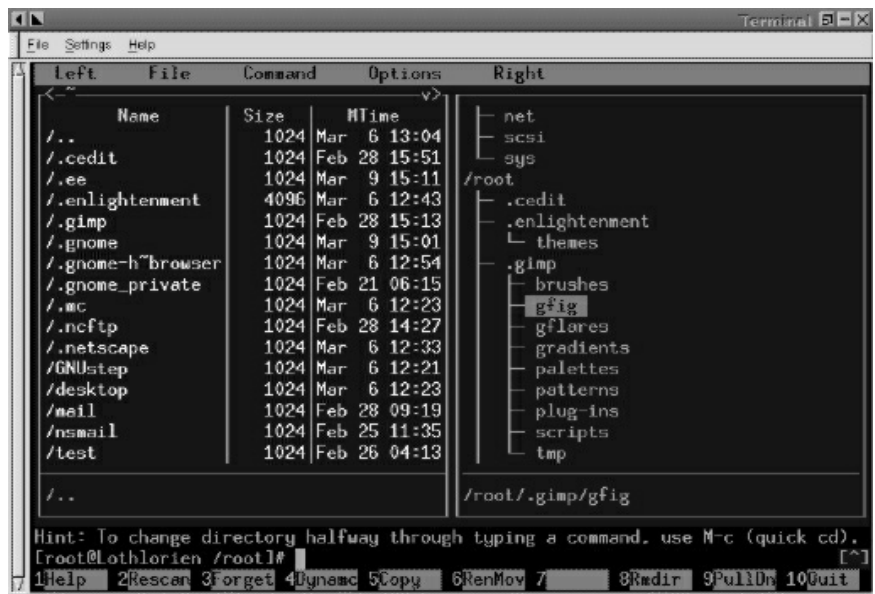 Terminal
File Settings Help
Left File Command Options Right
<-~ v>
Name Size MTime
/.. 1024 Mar 6 13:04
/.cedit 1024 Feb 28 15:51
/.ee 1024 Mar 9 15:11
/.enlightenment 4096 Mar 6 12:43
/.gimp 1024 Feb 28 15:13
/.gnome 1024 Mar 9 15:01
/.gnome-h~browser 1024 Mar 6 12:54
/.gnome_private 1024 Feb 21 06:15
/.mc 1024 Mar 6 12:23
/.ncftp 1024 Feb 28 14:27
/.netscape 1024 Mar 6 12:33
/GNUstep 1024 Mar 6 12:21
/desktop 1024 Mar 6 12:23
/mail 1024 Feb 28 09:19
/nsmail 1024 Feb 25 11:35
/test 1024 Feb 26 04:13
/..
net
scsi
sys
/root
.cedit
.enlightenment
themes
.gimp
brushes
gfig
gflares
gradients
palettes
patterns
plug-ins
scripts
tmp
/root/.gimp/gfig
Hint: To change directory halfway through typing a command, use M-c (quick cd).
[root@Lothlorien /root]# [^]
1Help 2Rescan 3Forget 4Dynamc 5Copy 6RenMov 7 8Rmdir 9PullDn 10Quit